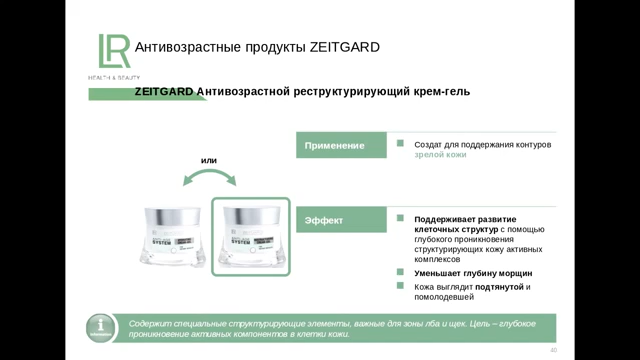 LR
HEALTH & BEAUTY
Антивозрастные продукты ZEITGARD
ZEITGARD Антивозрастной реструктурирующий крем-гель
или
SYSTEM
SYSTEM
Применение
Создат для поддержания контуров
зрелой кожи
Эффект
Поддерживает развитие
клеточных структур с помощью
глубокого проникновения
структурирующих кожу активных
комплексов
Уменьшает глубину морщин
Кожа выглядит подтянутой и
помолодевшей
i
Содержит специальные структурирующие элементы, важные для зоны лба и щек. Цель – глубокое
проникновение активных компонентов в клетки кожи.
40